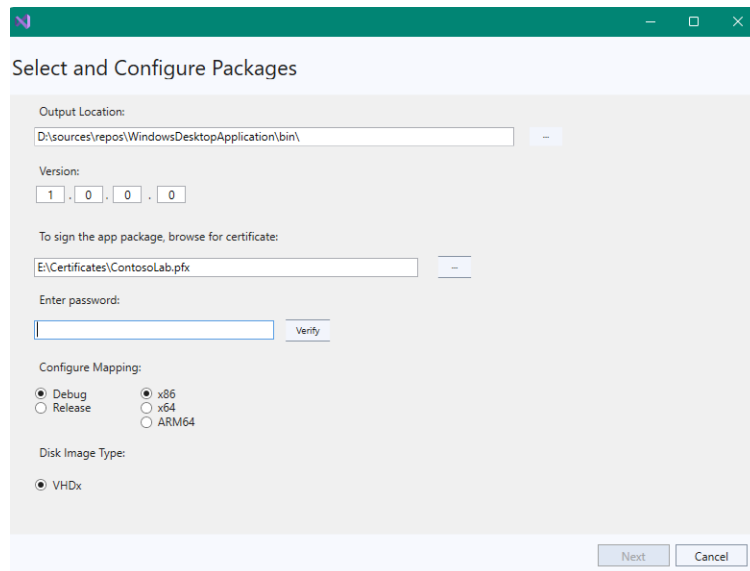 Select and Configure Packages
Output Location:
D:\sources\repos\WindowsDesktopApplication\bin\ ...
Version:
1 . 0 . 0 . 0
To sign the app package, browse for certificate:
E:\Certificates\ContosoLab.pfx ...
Enter password:
Verify
Configure Mapping:
Debug x86
Release x64
ARM64
Disk Image Type:
VHDx
Next Cancel